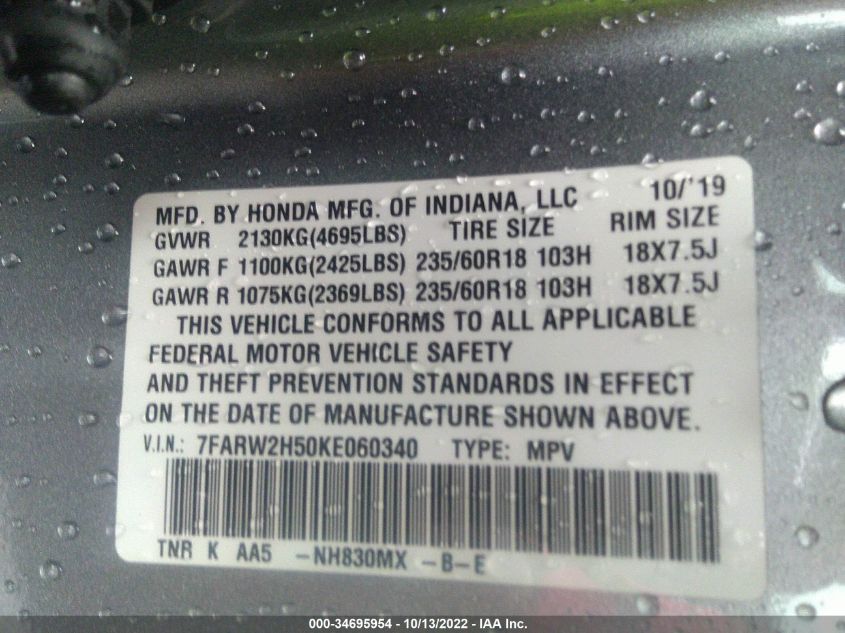 MFD. BY HONDA MFG. OF INDIANA, LLC 10/'19
GVWR 2130KG(4695LBS) TIRE SIZE RIM SIZE
GAWR F 1100KG(2425LBS) 235/60R18 103H 18X7.5J
GAWR R 1075KG(2369LBS) 235/60R18 103H 18X7.5J
THIS VEHICLE CONFORMS TO ALL APPLICABLE
FEDERAL MOTOR VEHICLE SAFETY
AND THEFT PREVENTION STANDARDS IN EFFECT
ON THE DATE OF MANUFACTURE SHOWN ABOVE.
V.I.N.: 7FARW2H50KE060340 TYPE: MPV
TNR K AA5 -NH830MX -B-E
000-34695954 - 10/13/2022 - IAA Inc.